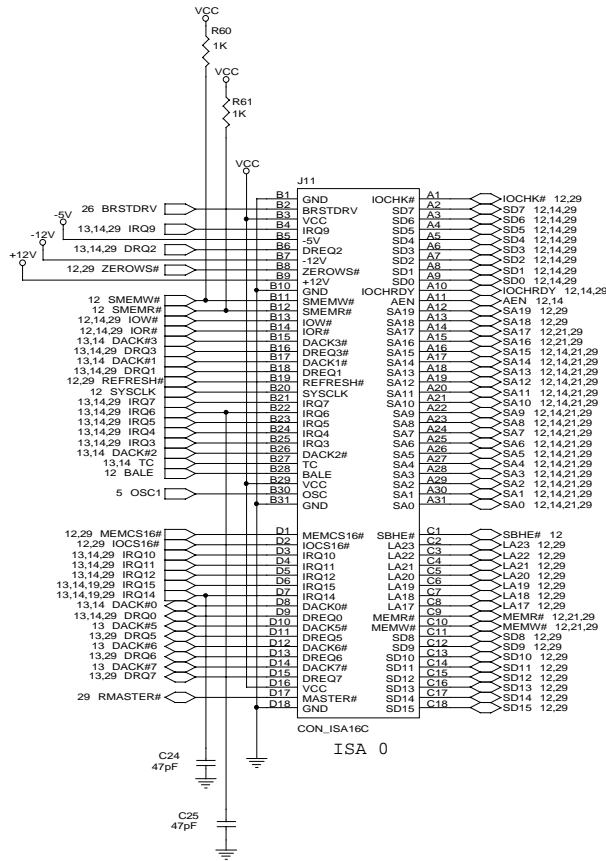 VCC
R60
1K
VCC
R61
1K
VCC
J11
-5V
-12V
+12V
26 BRSTDRV
13,14,29 IRQ9
13,14,29 DRQ2
12,29 ZEROWS#
12 SMEMW#
12 SMEMR#
12,14,29 IOW#
12,14,29 IOR#
13,14 DACK#3
13,14,29 DRQ3
13,14 DACK#1
13,14,29 DRQ1
12,29 REFRESH#
12 SYSCLK
13,14,29 IRQ7
13,14,29 IRQ6
13,14,29 IRQ5
13,14,29 IRQ4
13,14,29 IRQ3
13,14 DACK#2
13,14 TC
12 BALE
5 OSC1
B1 GND IOCHK# A1 IOCHK# 12,29
B2 BRSTDRV SD7 A2 SD7 12,14,29
B3 VCC SD6 A3 SD6 12,14,29
B4 IRQ9 SD5 A4 SD5 12,14,29
B5 -5V SD4 A5 SD4 12,14,29
B6 DREQ2 SD3 A6 SD3 12,14,29
B7 -12V SD2 A7 SD2 12,14,29
B8 ZEROWS# SD1 A8 SD1 12,14,29
B9 +12V SD0 A9 SD0 12,14,29
B10 GND IOCHRDY A10 IOCHRDY 12,14,29
B11 SMEMW# AEN A11 AEN 12,14
B12 SMEMR# SA19 A12 SA19 12,29
B13 IOW# SA18 A13 SA18 12,29
B14 IOR# SA17 A14 SA17 12,21,29
B15 DACK3# SA16 A15 SA16 12,21,29
B16 DREQ3# SA15 A16 SA15 12,14,21,29
B17 DACK1# SA14 A17 SA14 12,14,21,29
B18 DREQ1 SA13 A18 SA13 12,14,21,29
B19 REFRESH# SA12 A19 SA12 12,14,21,29
B20 SYSCLK SA11 A20 SA11 12,14,21,29
B21 IRQ7 SA10 A21 SA10 12,14,21,29
B22 IRQ6 SA9 A22 SA9 12,14,21,29
B23 IRQ5 SA8 A23 SA8 12,14,21,29
B24 IRQ4 SA7 A24 SA7 12,14,21,29
B25 IRQ3 SA6 A25 SA6 12,14,21,29
B26 DACK2# SA5 A26 SA5 12,14,21,29
B27 TC SA4 A27 SA4 12,14,21,29
B28 BALE SA3 A28 SA3 12,14,21,29
B29 VCC SA2 A29 SA2 12,14,21,29
B30 OSC SA1 A30 SA1 12,14,21,29
B31 GND SA0 A31 SA0 12,14,21,29
12,29 MEMCS16#
12,29 IOCS16#
13,14,29 IRQ10
13,14,29 IRQ11
13,14,29 IRQ12
13,14,19,29 IRQ15
13,14,19,29 IRQ14
13,14 DACK#0
13,14,29 DRQ0
13 DACK#5
13,29 DRQ5
13 DACK#6
13,29 DRQ6
13 DACK#7
13,29 DRQ7
29 RMASTER#
D1 MEMCS16# SBHE# C1 SBHE# 12
D2 IOCS16# LA23 C2 LA23 12,29
D3 IRQ10 LA22 C3 LA22 12,29
D4 IRQ11 LA21 C4 LA21 12,29
D5 IRQ12 LA20 C5 LA20 12,29
D6 IRQ15 LA19 C6 LA19 12,29
D7 IRQ14 LA18 C7 LA18 12,29
D8 DACK0# LA17 C8 LA17 12,29
D9 DREQ0 MEMR# C9 MEMR# 12,21,29
D10 DACK5# MEMW# C10 MEMW# 12,21,29
D11 DREQ5 SD8 C11 SD8 12,29
D12 DACK6# SD9 C12 SD9 12,29
D13 DREQ6 SD10 C13 SD10 12,29
D14 DACK7# SD11 C14 SD11 12,29
D15 DREQ7 SD12 C15 SD12 12,29
D16 VCC SD13 C16 SD13 12,29
D17 MASTER# SD14 C17 SD14 12,29
D18 GND SD15 C18 SD15 12,29
CON_ISA16C
ISA 0
C24
47pF
C25
47pF